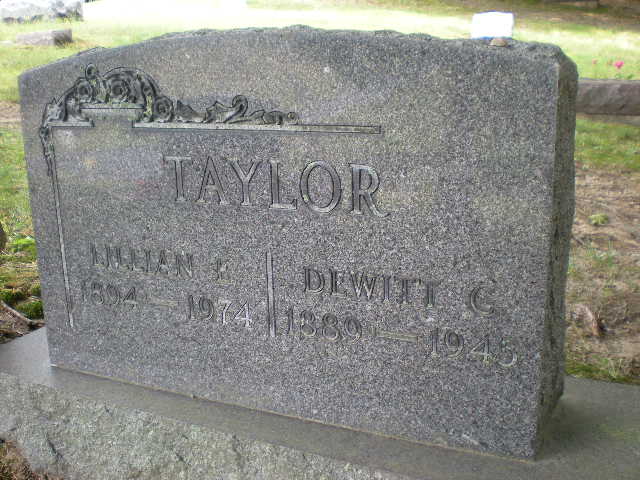 TAYLOR
LILLIAN E.
1894 — 1974
DEWITT C.
1889 — 1945